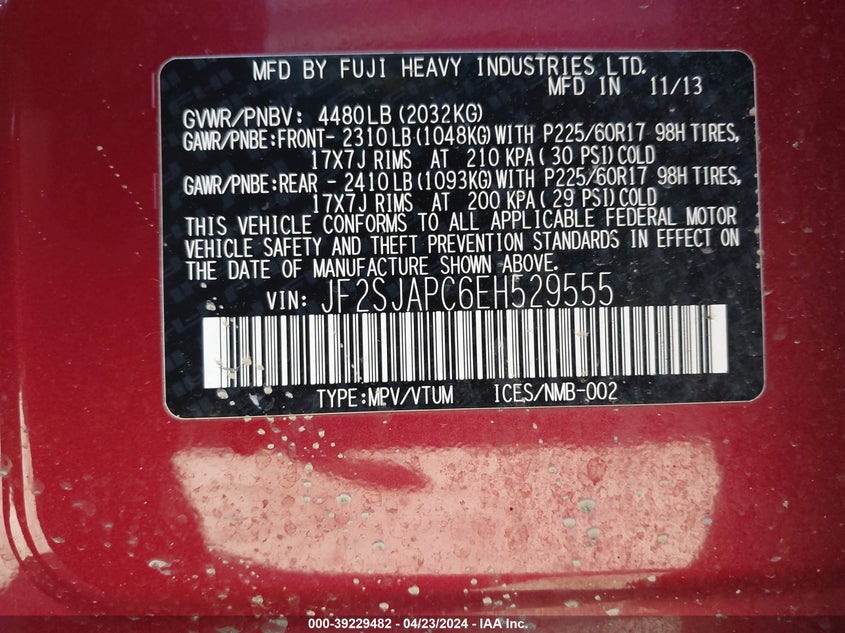 MFD BY FUJI HEAVY INDUSTRIES LTD.
MFD IN 11/13
GVWR/PNBV: 4480LB(2032KG)
GAWR/PNBE:FRONT- 2310LB(1048KG)WITH P225/60R17 98H TIRES,
17X7J RIMS AT 210 KPA(30 PSI)COLD
GAWR/PNBE:REAR - 2410LB(1093KG)WITH P225/60R17 98H TIRES,
17X7J RIMS AT 200 KPA(29 PSI)COLD
THIS VEHICLE CONFORMS TO ALL APPLICABLE FEDERAL MOTOR
VEHICLE SAFETY AND THEFT PREVENTION STANDARDS IN EFFECT ON
THE DATE OF MANUFACTURE SHOWN ABOVE.
VIN: JF2SJAPC6EH529555
TYPE:MPV/VTUM ICES/NMB-002
000-39229482 - 04/23/2024 - IAA Inc.